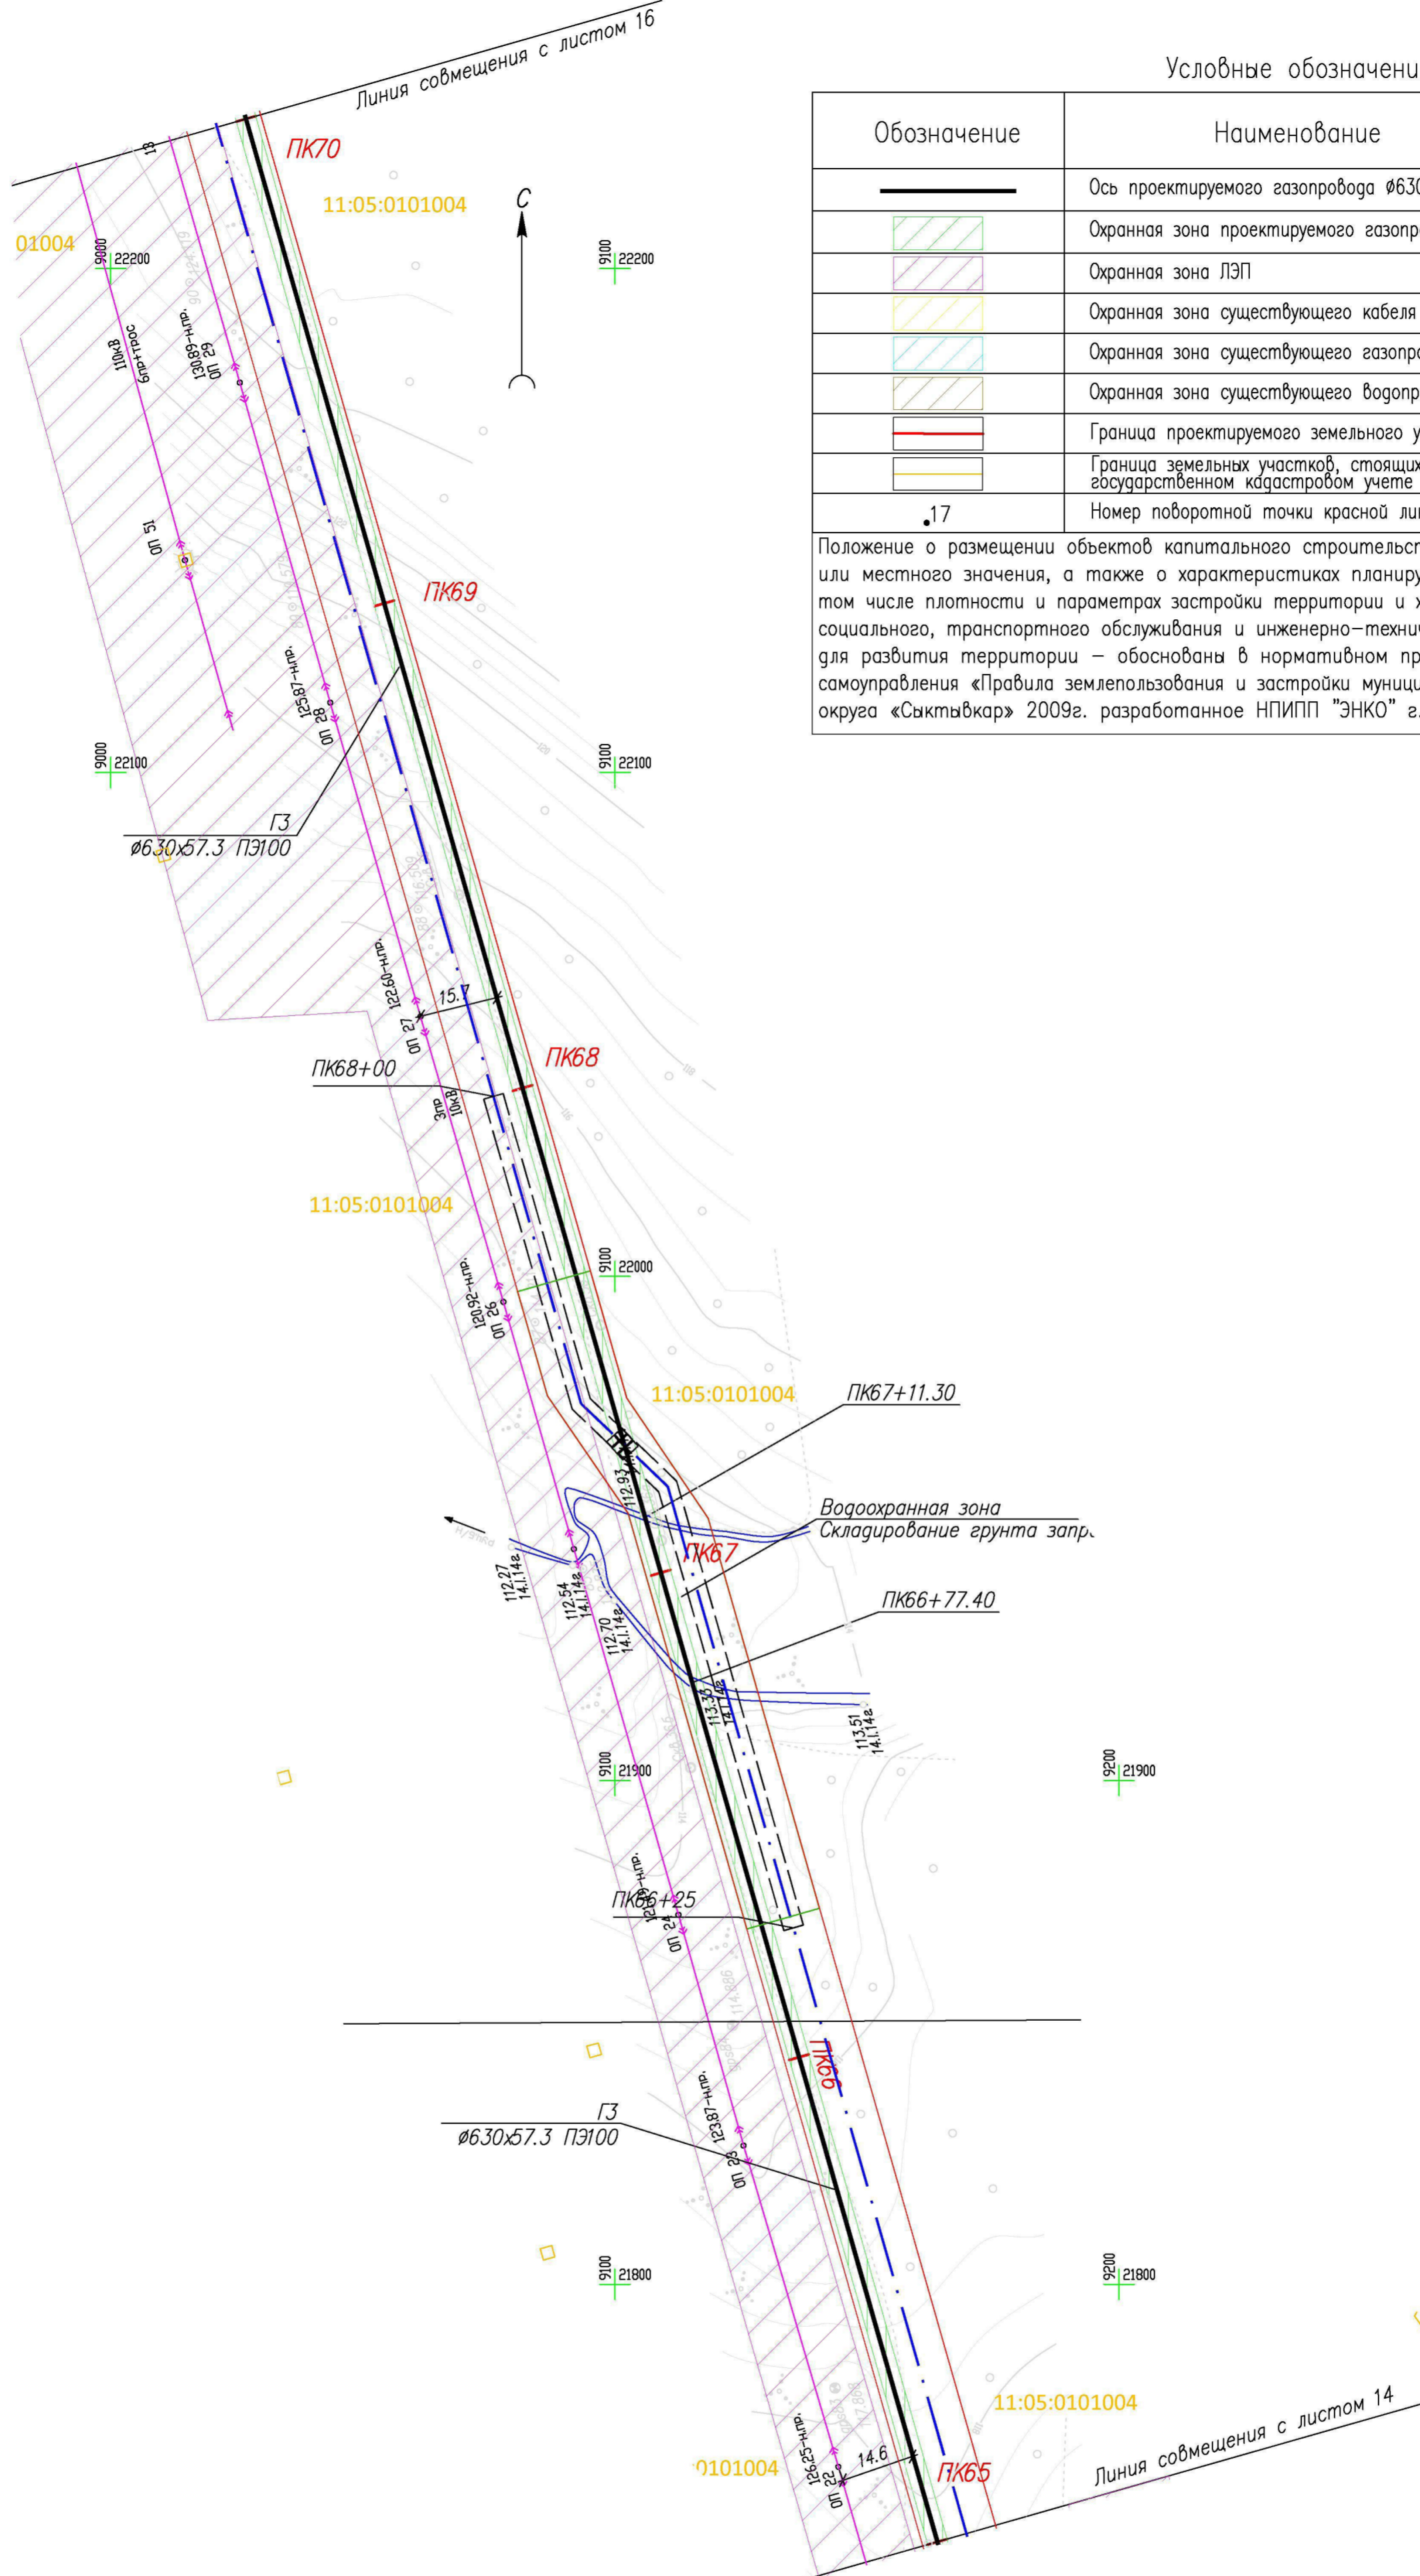 Линия совмещения с листом 16
Условные обозначени
Обозначение
Наименование
Ось проектируемого газопровода Ø630
Охранная зона проектируемого газопро
Охранная зона ЛЭП
Охранная зона существующего кабеля
Охранная зона существующего газопро
Охранная зона существующего водопр
Граница проектируемого земельного у
Граница земельных участков, стоящих
государственном кадастровом учете
.17
Номер поворотной точки красной ли
Положение о размещении объектов капитального строительст
или местного значения, а также о характеристиках планиру
том числе плотности и параметрах застройки территории и х
социального, транспортного обслуживания и инженерно-технич
для развития территории – обоснованы в нормативном пр
самоуправления «Правила землепользования и застройки муници
округа «Сыктывкар» 2009г. разработанное НПИПП "ЭНКО" г.
13
ПК70
11:05:0101004
С
01004
9000
22200
9100
22200
110кВ
6пр+трос
130.89-н.пр.
ОП 29
ОП 51
ПК69
125.87-н.пр.
ОП 28
9000
22100
9100
22100
Г3
Ø630х57.3 ПЭ100
122.60-н.пр.
ОП 27
15.7
ПК68
ПК68+00
3пр
10кВ
11:05:0101004
9100
22000
120.92-н.пр.
ОП 26
11:05:0101004
ПК67+11.30
112.93
Водоохранная зона
Складирование грунта запр
ручей
ПК67
112.27
14.1.14г.
112.54
14.1.14г.
112.70
14.1.14г.
ПК66+77.40
113.51
14.1.14г.
9100
21900
9200
21900
ПК66+25
ОП 24
ПК66
123.87-н.пр.
ОП 23
Г3
Ø630х57.3 ПЭ100
9100
21800
9200
21800
11:05:0101004
0101004
126.25-н.пр.
ОП 22
14.6
ПК65
Линия совмещения с листом 14